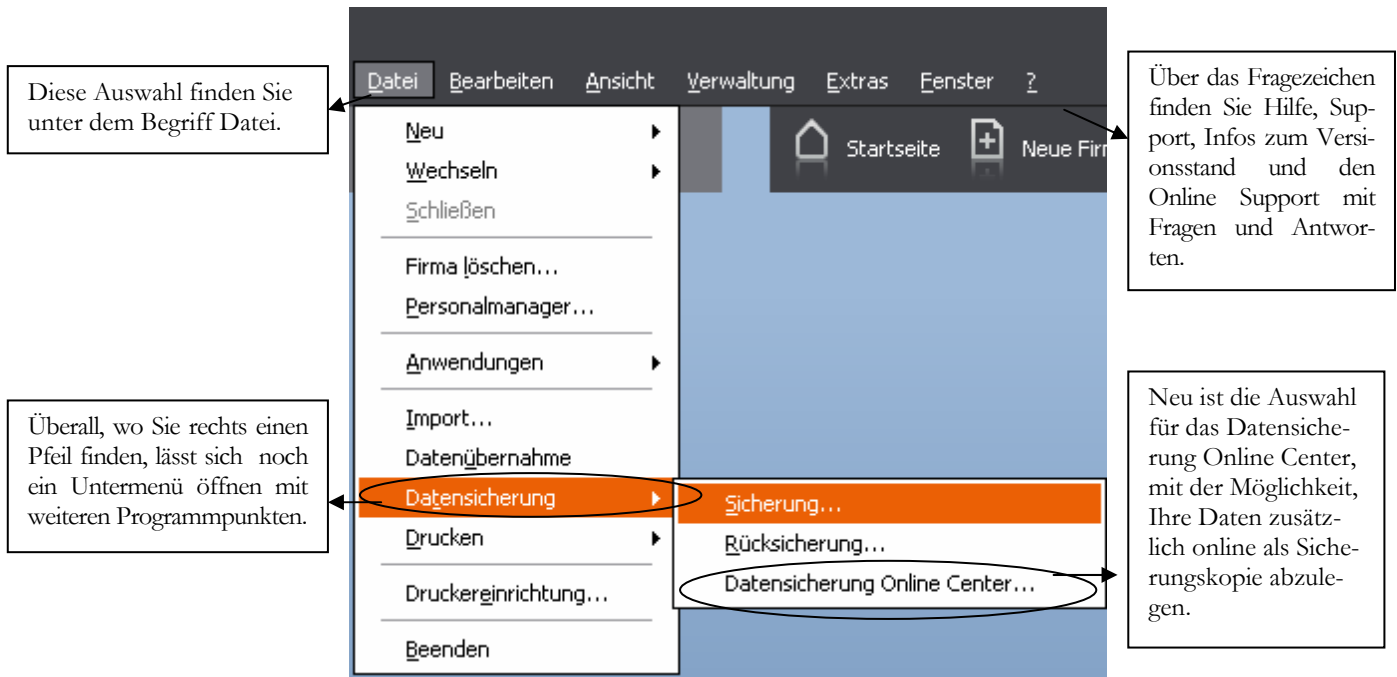 Datei Bearbeiten Ansicht Verwaltung Extras Fenster ?
Diese Auswahl finden Sie
unter dem Begriff Datei.
Über das Fragezeichen
finden Sie Hilfe, Sup-
port, Infos zum Versi-
onsstand und den
Online Support mit
Fragen und Antwor-
ten.
Startseite Neue Firm
Neu
Wechseln
Schließen
Firma löschen...
Personalmanager...
Anwendungen
Import...
Datenübernahme
Datensicherung
Drucken
Druckereinrichtung...
Beenden
Überall, wo Sie rechts einen
Pfeil finden, lässt sich noch
ein Untermenü öffnen mit
weiteren Programmpunkten.
Sicherung...
Rücksicherung...
Datensicherung Online Center...
Neu ist die Auswahl
für das Datensiche-
rung Online Center,
mit der Möglichkeit,
Ihre Daten zusätz-
lich online als Siche-
rungskopie abzule-
gen.